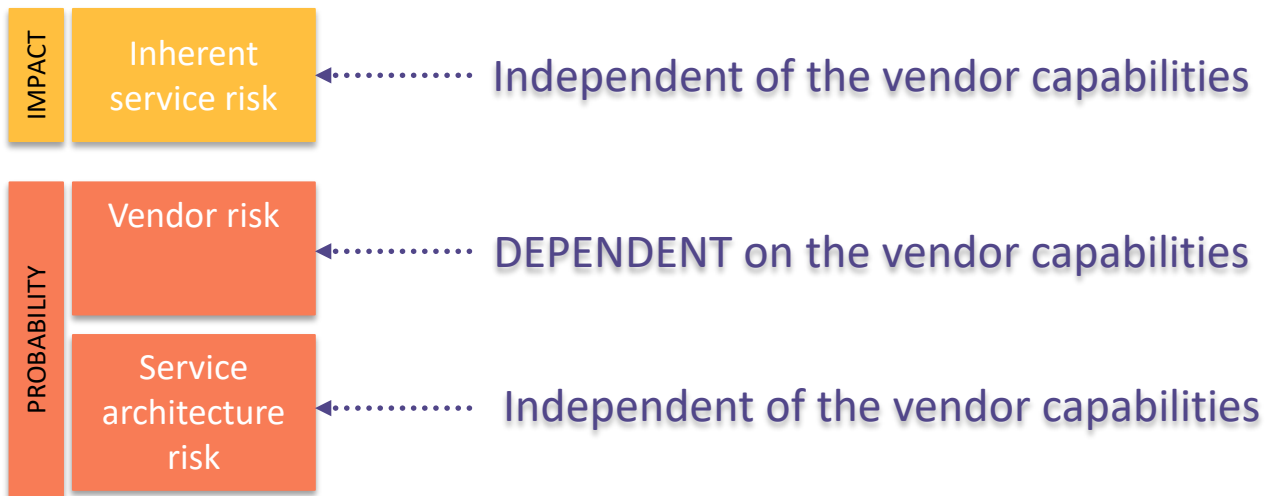 IMPACT
Inherent
service risk
Independent of the vendor capabilities
PROBABILITY
Vendor risk
DEPENDENT on the vendor capabilities
Service
architecture
risk
Independent of the vendor capabilities